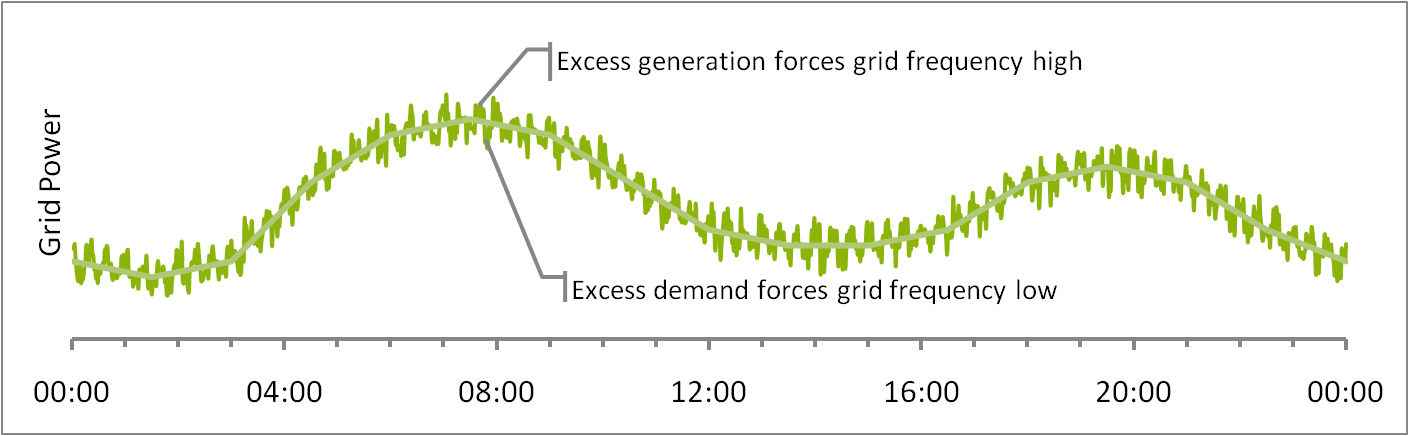 Excess generation forces grid frequency high
Grid Power
Excess demand forces grid frequency low
00:00 04:00 08:00 12:00 16:00 20:00 00:00